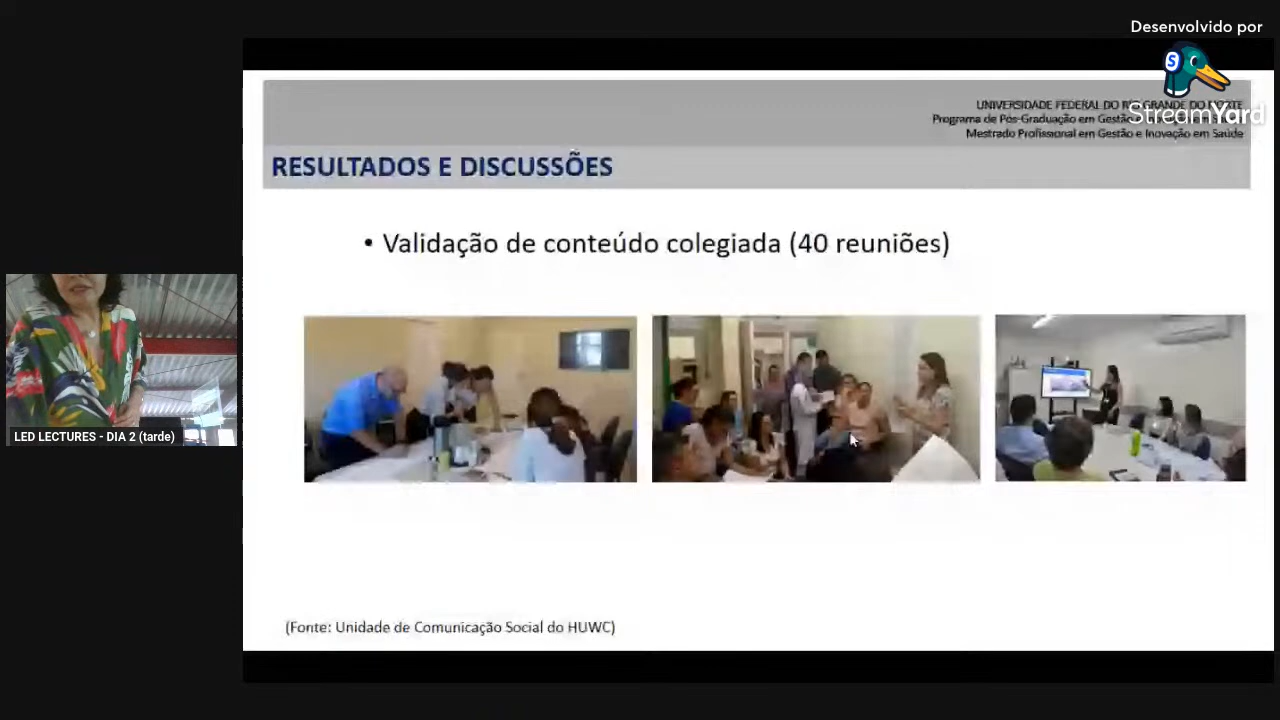 Desenvolvido por
StreamYard
UNIVERSIDADE FEDERAL DO RIO GRANDE DO NORTE
Programa de Pós-Graduação em Gestão
Mestrado Profissional em Gestão e Inovação em Saúde
RESULTADOS E DISCUSSÕES
• Validação de conteúdo colegiada (40 reuniões)
LED LECTURES - DIA 2 (tarde)
(Fonte: Unidade de Comunicação Social do HUWC)